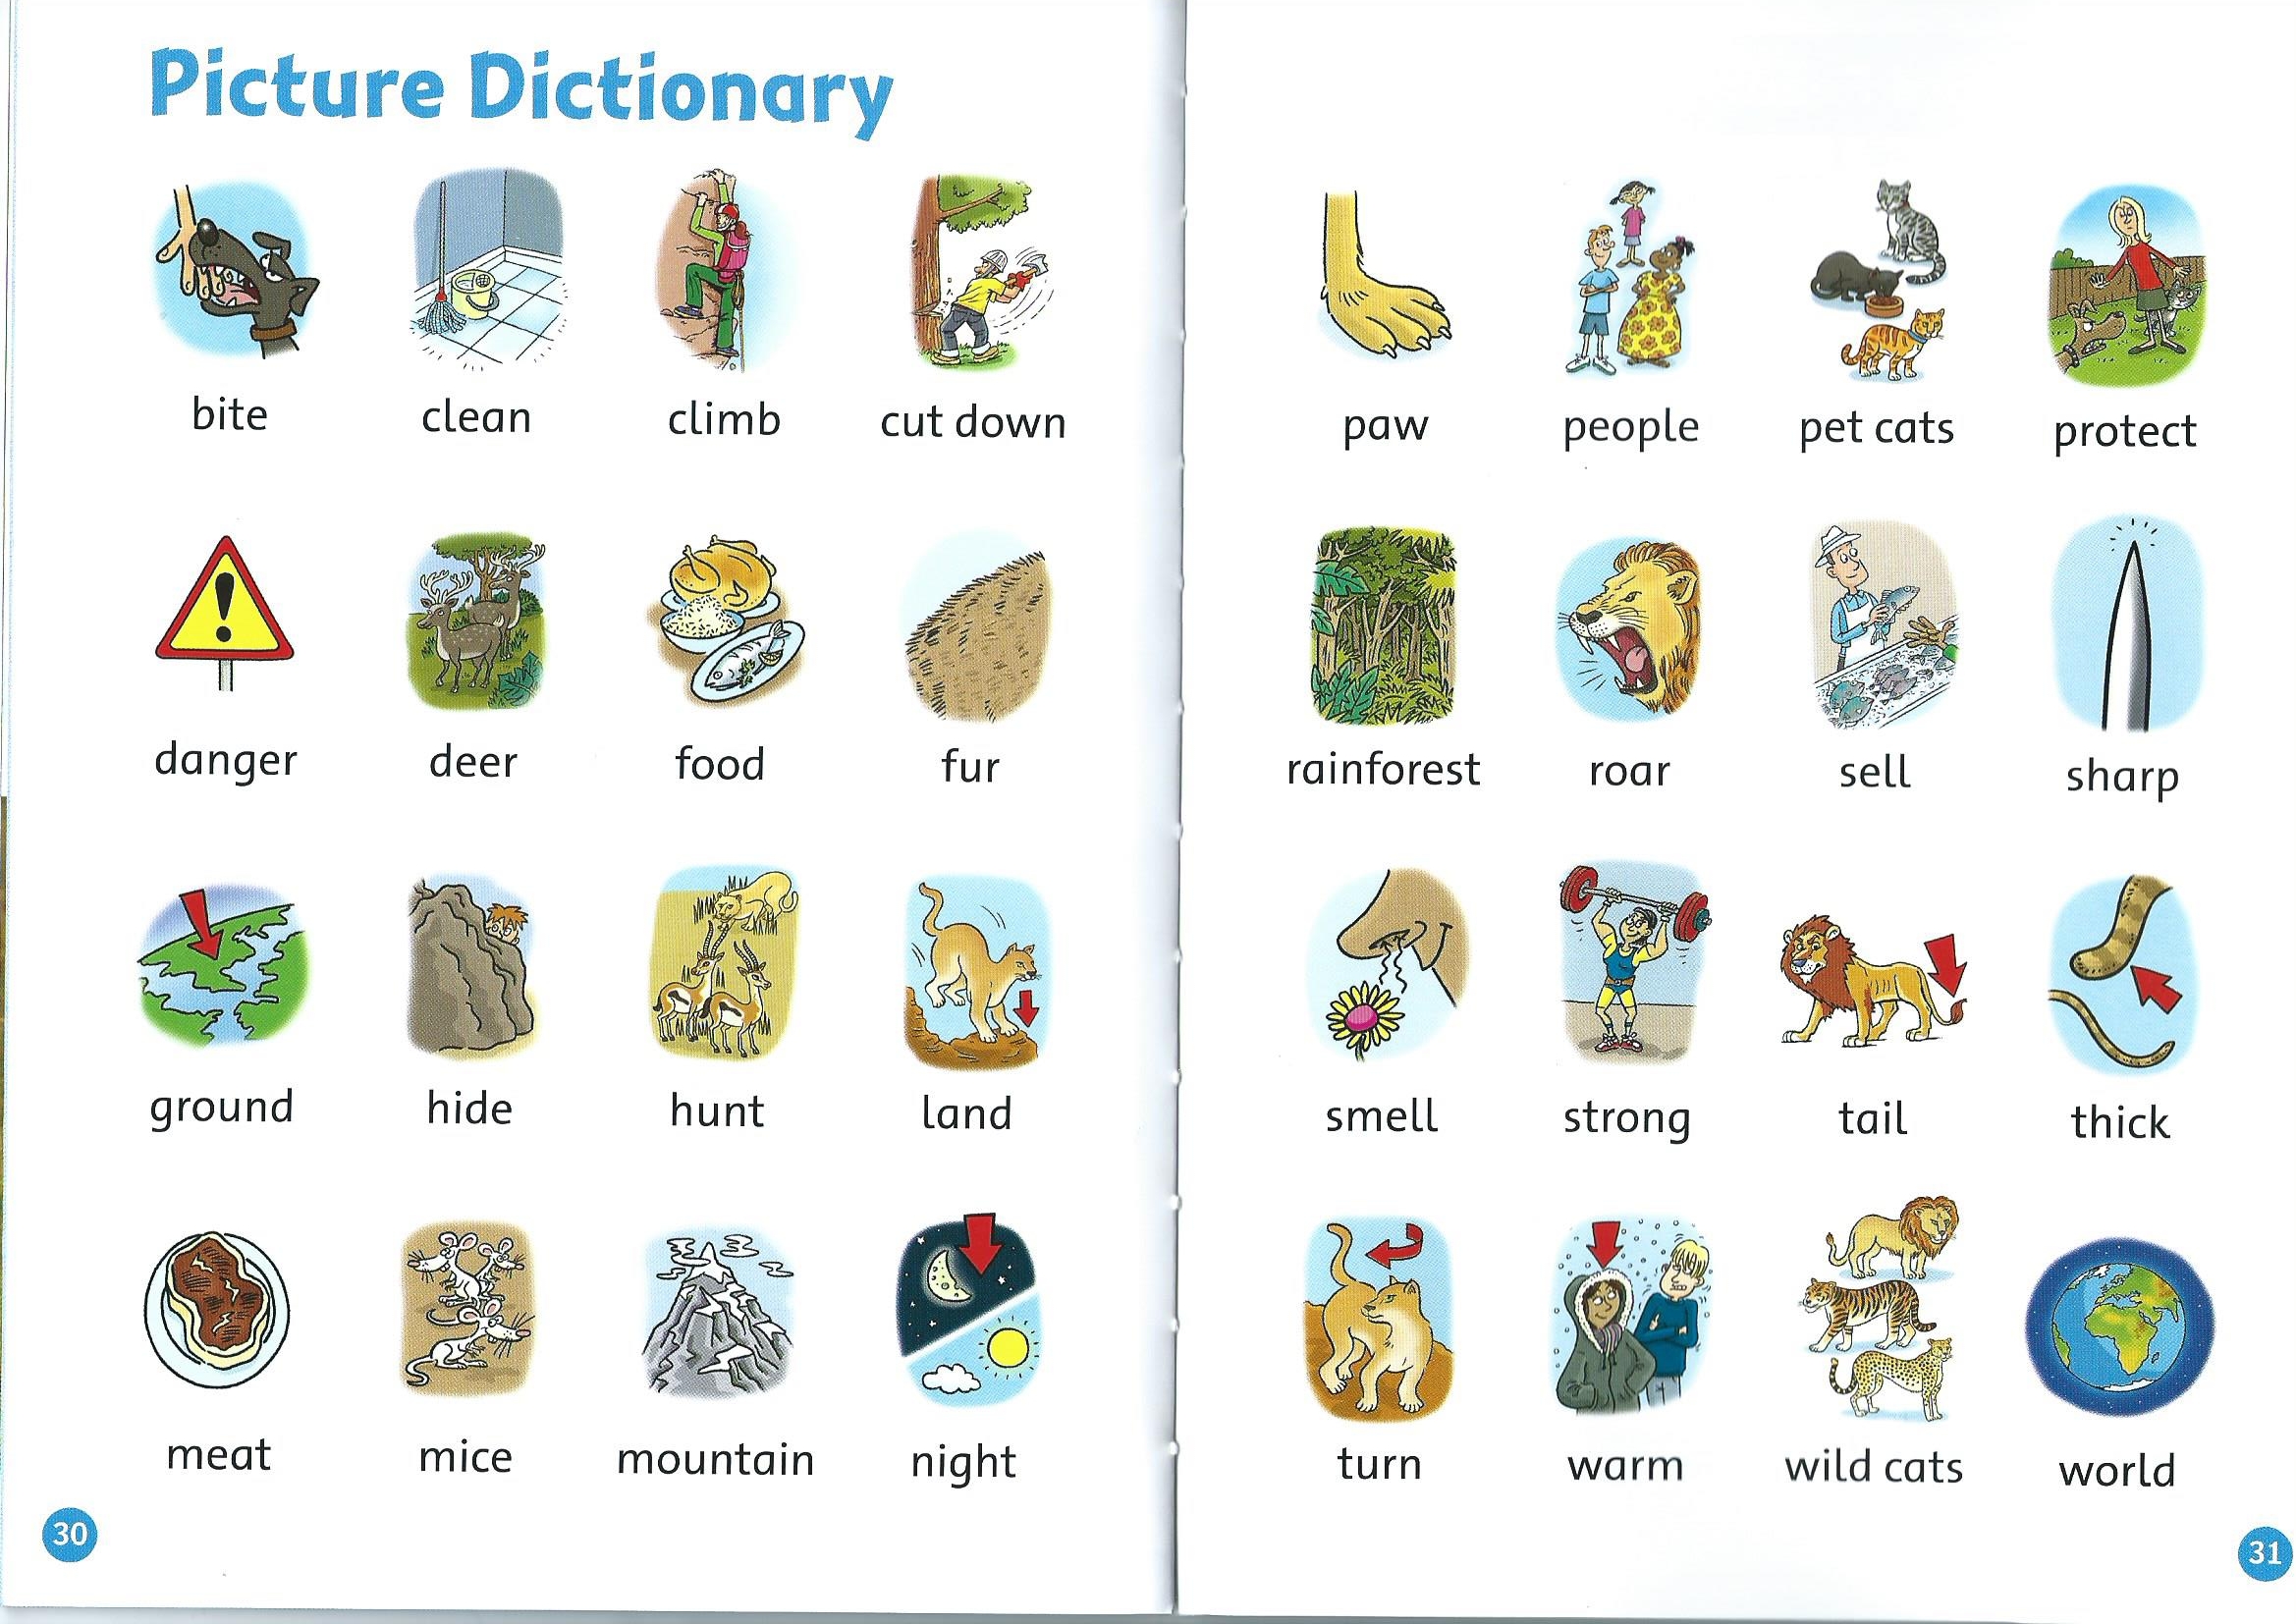 Picture Dictionary
bite clean climb cut down
danger deer food fur
ground hide hunt land
meat mice mountain night
30
paw people pet cats protect
rainforest roar sell sharp
smell strong tail thick
turn warm wild cats world
31